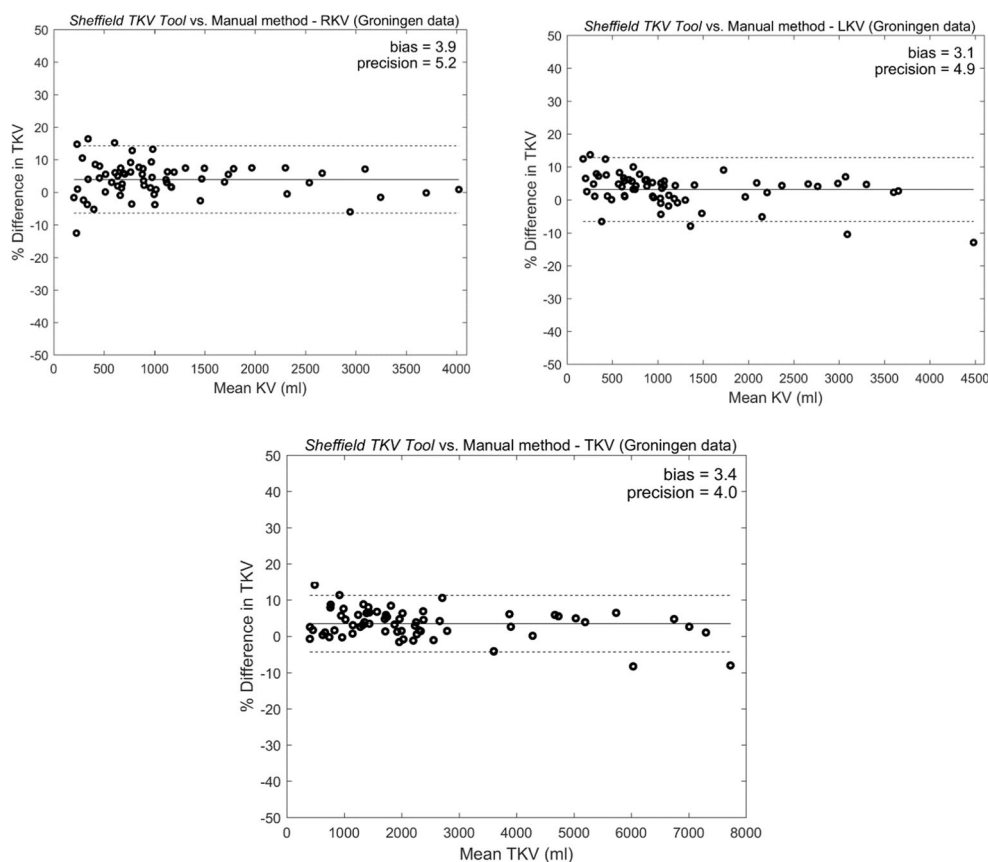 Sheffield TKV Tool vs. Manual method - RKV (Groningen data)
bias = 3.9
precision = 5.2
50
40
30
20
10
0
-10
-20
-30
-40
-50
% Difference in TKV
0 500 1000 1500 2000 2500 3000 3500 4000
Mean KV (ml)
Sheffield TKV Tool vs. Manual method - LKV (Groningen data)
bias = 3.1
precision = 4.9
50
40
30
20
10
0
-10
-20
-30
-40
-50
% Difference in TKV
0 500 1000 1500 2000 2500 3000 3500 4000 4500
Mean KV (ml)
Sheffield TKV Tool vs. Manual method - TKV (Groningen data)
bias = 3.4
precision = 4.0
50
40
30
20
10
0
-10
-20
-30
-40
-50
% Difference in TKV
0 1000 2000 3000 4000 5000 6000 7000 8000
Mean TKV (ml)